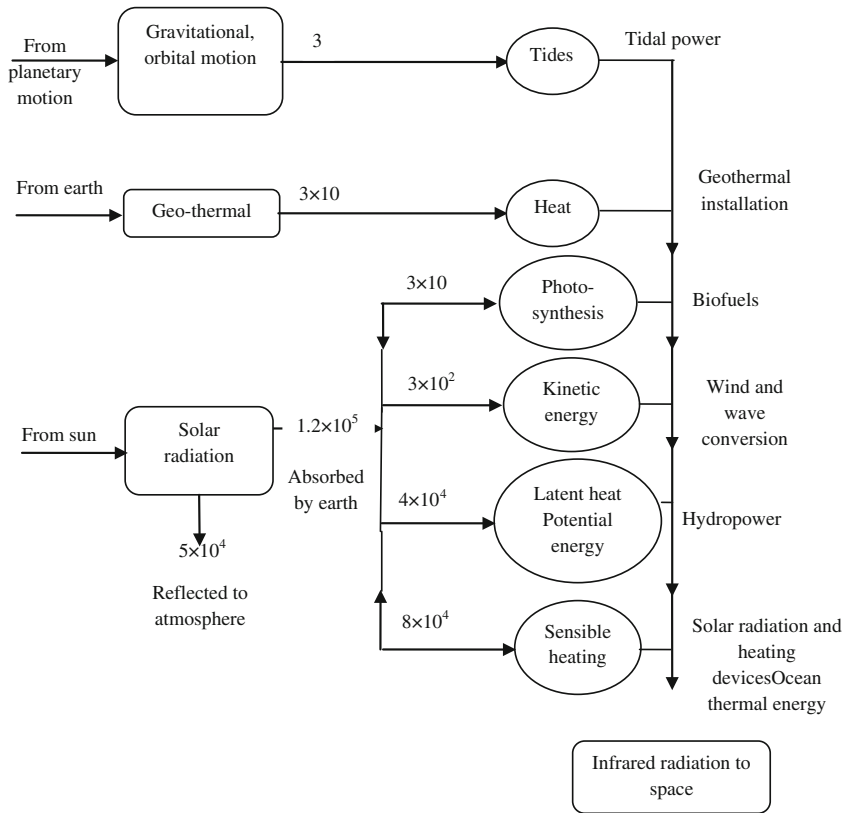 From
planetary
motion
Gravitational,
orbital motion
3
Tides
Tidal power
From earth
Geo-thermal
3×10
Heat
Geothermal
installation
3×10
Photo-
synthesis
Biofuels
3×10²
Kinetic
energy
Wind and
wave
conversion
From sun
Solar
radiation
1.2×10⁵
Absorbed
by earth
4×10⁴
Latent heat
Potential
energy
Hydropower
5×10⁴
Reflected to
atmosphere
8×10⁴
Sensible
heating
Solar radiation and
heating
devicesOcean
thermal energy
Infrared radiation to
space